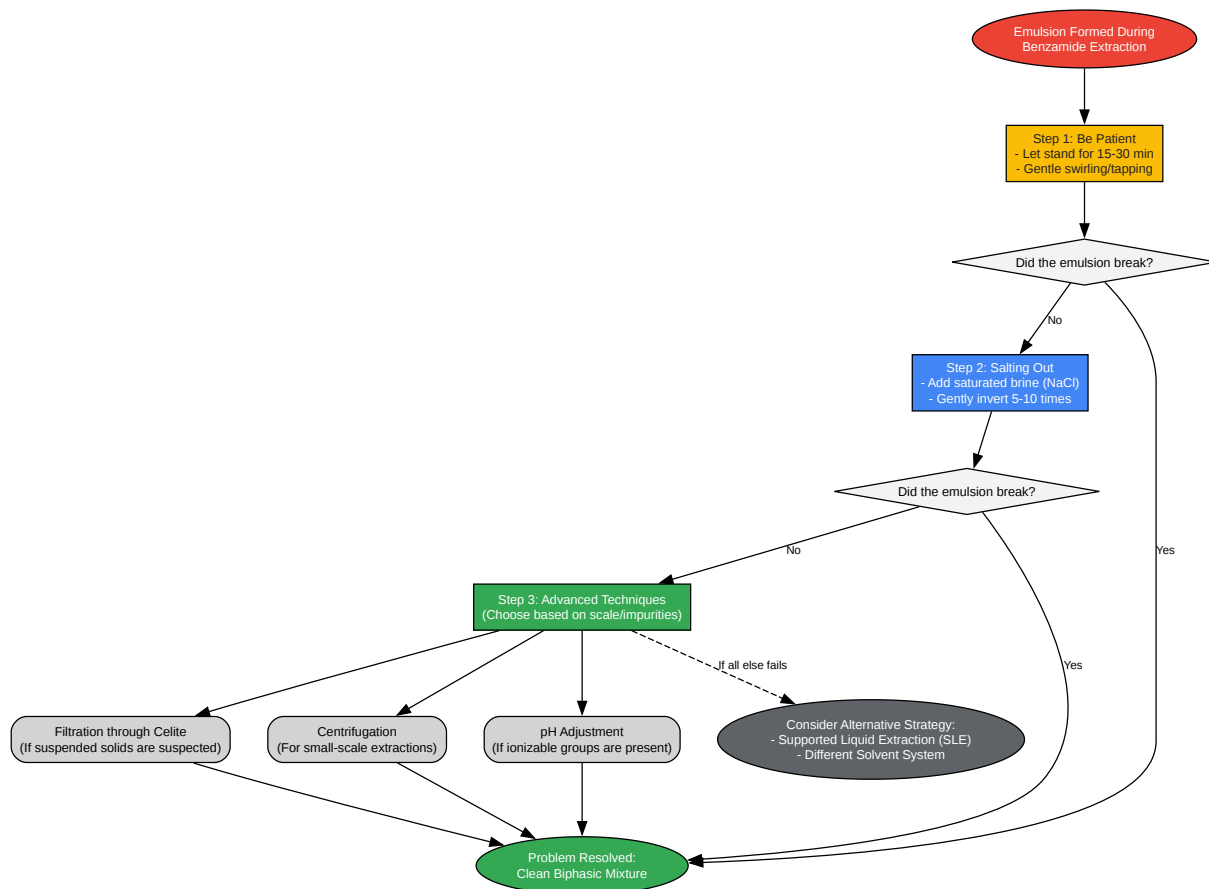 Emulsion Formed During
Benzamide Extraction
Step 1: Be Patient
- Let stand for 15-30 min
- Gentle swirling/tapping
Did the emulsion break?
No
Step 2: Salting Out
- Add saturated brine (NaCl)
- Gently invert 5-10 times
Did the emulsion break?
No
Yes
Step 3: Advanced Techniques
(Choose based on scale/impurities)
If all else fails
Yes
Filtration through Celite
(If suspended solids are suspected)
Centrifugation
(For small-scale extractions)
pH Adjustment
(If ionizable groups are present)
Consider Alternative Strategy:
- Supported Liquid Extraction (SLE)
- Different Solvent System
Problem Resolved:
Clean Biphasic Mixture